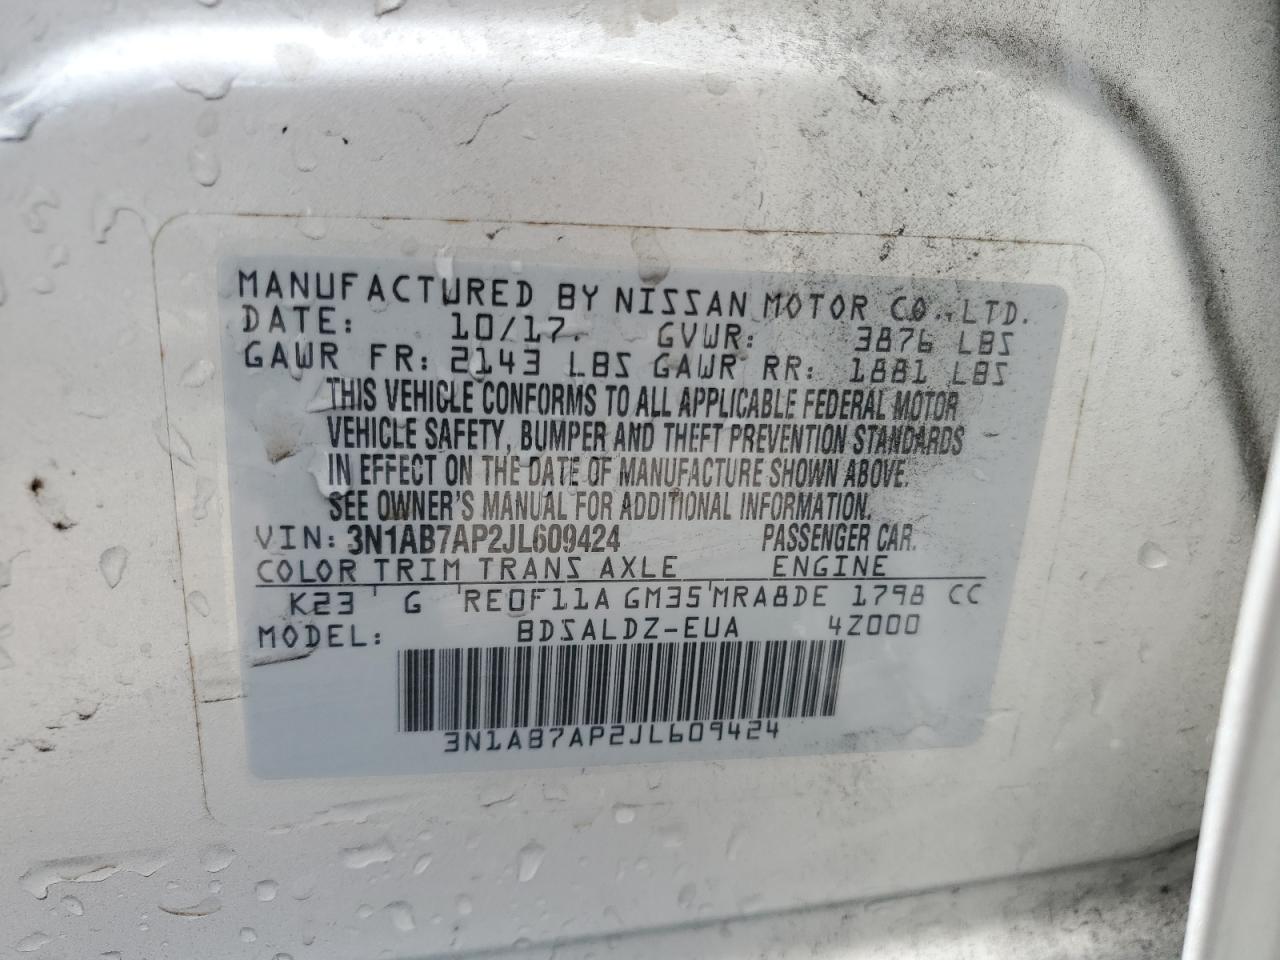 MANUFACTURED BY NISSAN MOTOR CO.,LTD.
DATE: 10/17. GVWR: 3876 LBS
GAWR FR: 2143 LBS GAWR RR: 1881 LBS
THIS VEHICLE CONFORMS TO ALL APPLICABLE FEDERAL MOTOR
VEHICLE SAFETY, BUMPER AND THEFT PREVENTION STANDARDS
IN EFFECT ON THE DATE OF MANUFACTURE SHOWN ABOVE.
SEE OWNER'S MANUAL FOR ADDITIONAL INFORMATION.
VIN: 3N1AB7AP2JL609424 PASSENGER CAR.
COLOR TRIM TRANS AXLE ENGINE
K23 ' G 'RE0F11A GM35'MRA8DE 1798 CC
MODEL: BDSALDZ-EUA 4Z000
3N1AB7AP2JL609424